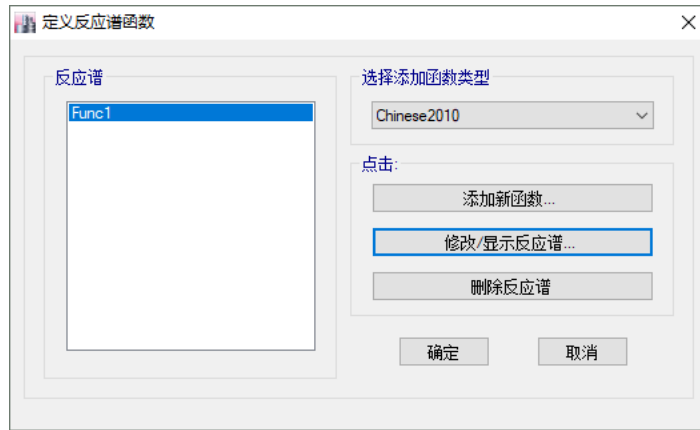 定义反应谱函数
反应谱
Func1
选择添加函数类型
Chinese2010
点击:
添加新函数...
修改/显示反应谱...
删除反应谱
确定
取消